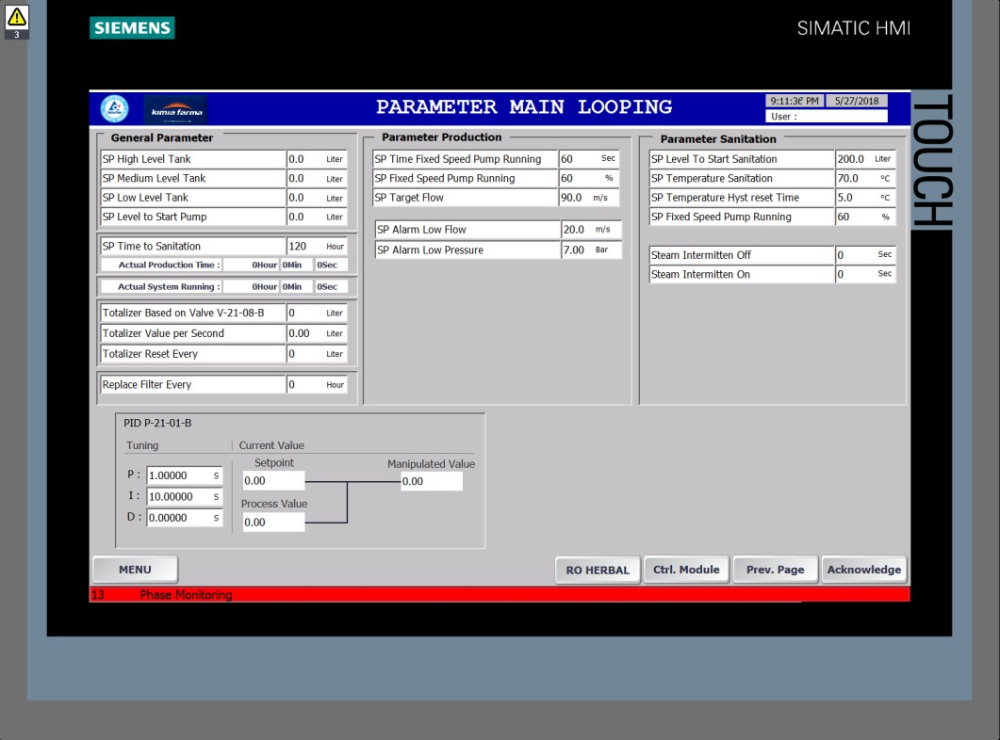 3
SIEMENS
SIMATIC HMI
TOUCH
kimia farma
PARAMETER MAIN LOOPING
9:11:36 PM 5/27/2018
User :
General Parameter
SP High Level Tank 0.0 Liter
SP Medium Level Tank 0.0 Liter
SP Low Level Tank 0.0 Liter
SP Level to Start Pump 0.0 Liter
SP Time to Sanitation 120 Hour
Actual Production Time : 0Hour 0Min 0Sec
Actual System Running : 0Hour 0Min 0Sec
Totalizer Based on Valve V-21-08-B 0 Liter
Totalizer Value per Second 0.00 Liter
Totalizer Reset Every 0 Liter
Replace Filter Every 0 Hour
Parameter Production
SP Time Fixed Speed Pump Running 60 Sec
SP Fixed Speed Pump Running 60 %
SP Target Flow 90.0 m/s
SP Alarm Low Flow 20.0 m/s
SP Alarm Low Pressure 7.00 Bar
Parameter Sanitation
SP Level To Start Sanitation 200.0 Liter
SP Temperature Sanitation 70.0 °C
SP Temperature Hyst reset Time 5.0 °C
SP Fixed Speed Pump Running 60 %
Steam Intermitten Off 0 Sec
Steam Intermitten On 0 Sec
PID P-21-01-B
Tuning
P : 1.00000 s
I : 10.00000 s
D : 0.00000 s
Current Value
Setpoint
0.00
Process Value
0.00
Manipulated Value
0.00
MENU
RO HERBAL
Ctrl. Module
Prev. Page
Acknowledge
13 Phase Monitoring